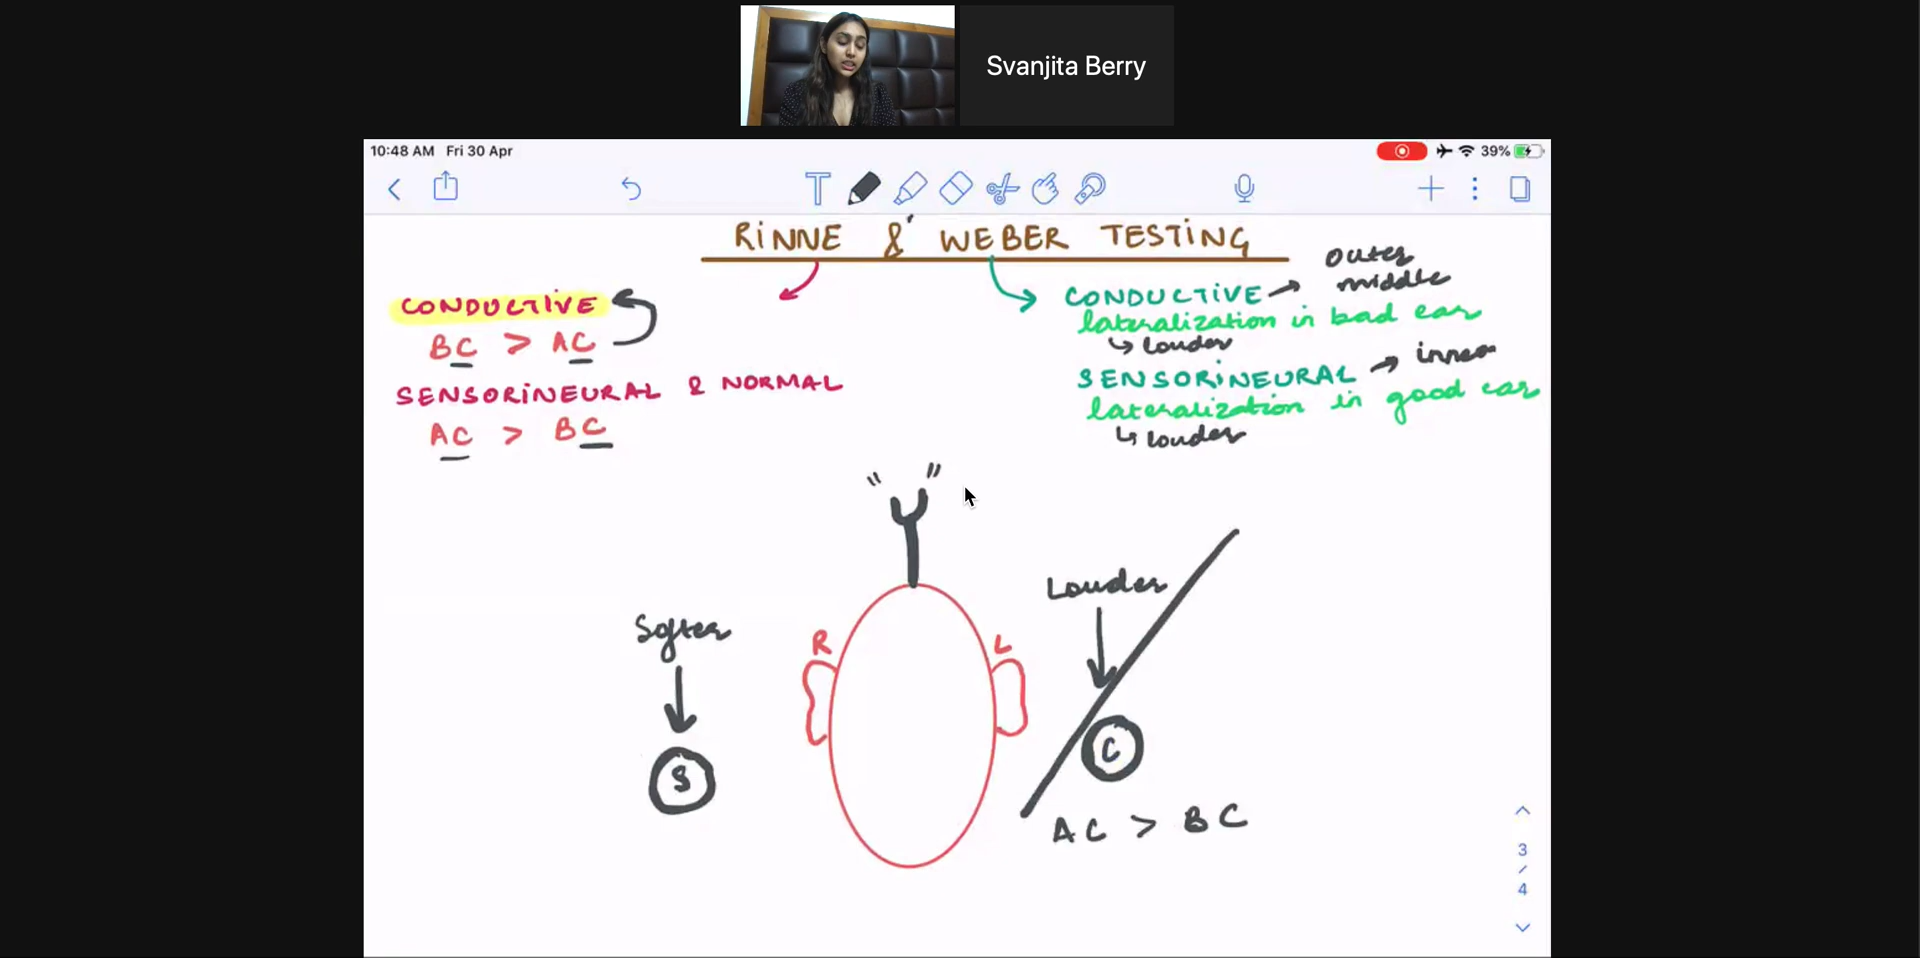 Svanjita Berry
10:48 AM Fri 30 Apr
39%
T
RINNE & WEBER TESTING
CONDUCTIVE
BC > AC
SENSORINEURAL & NORMAL
AC > BC
CONDUCTIVE → outer
middle
lateralization in bad ear
↳ louder
SENSORINEURAL → inner
lateralization in good ear
↳ louder
Softer
S
R
L
Louder
C
AC > BC
3
/
4